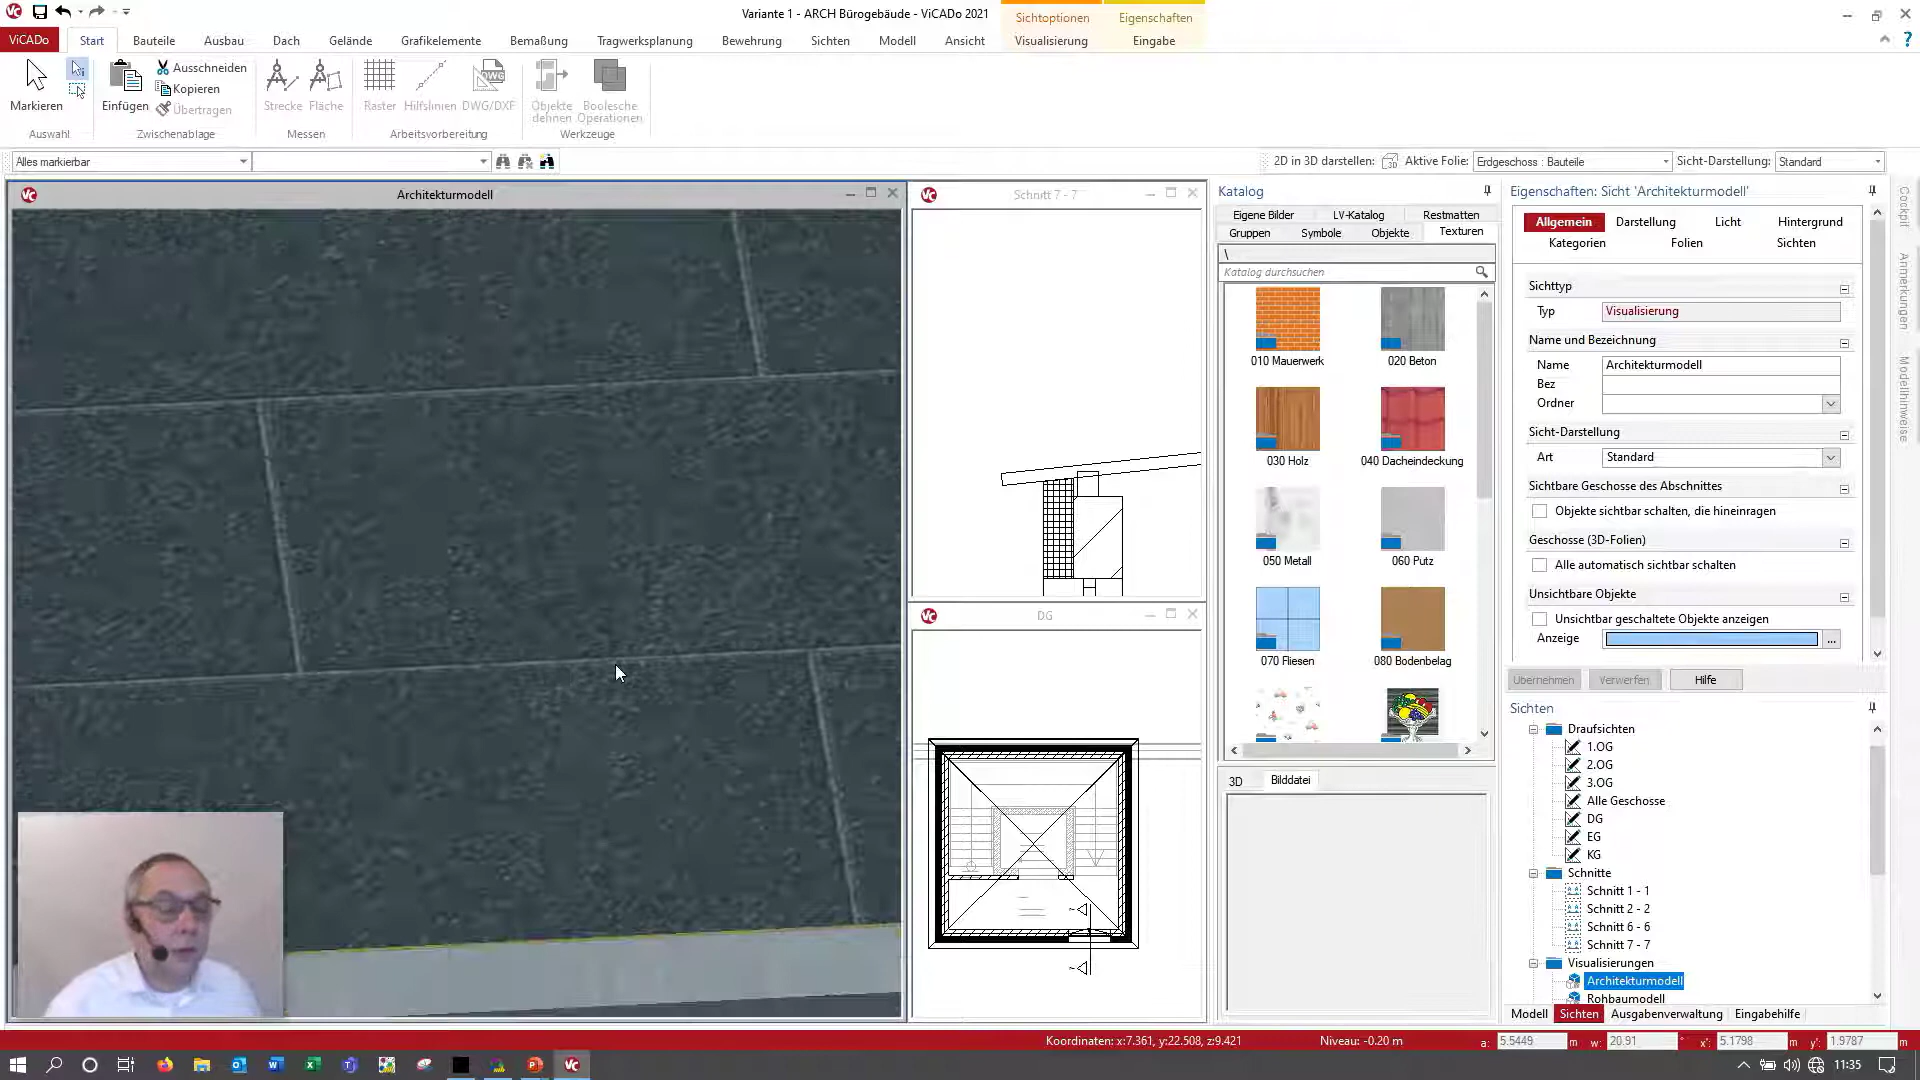 Variante 1 - ARCH Bürogebäude - ViCADo 2021
Sichtoptionen
Eigenschaften
ViCADo
Start
Bauteile
Ausbau
Dach
Gelände
Grafikelemente
Bemaßung
Tragwerksplanung
Bewehrung
Sichten
Modell
Ansicht
Visualisierung
Eingabe
Markieren
Einfügen
Ausschneiden
Kopieren
Übertragen
Strecke
Fläche
Raster
Hilfslinien
DWG/DXF
Objekte dehnen
Boolesche Operationen
Auswahl
Zwischenablage
Messen
Arbeitsvorbereitung
Werkzeuge
Alles markierbar
2D in 3D darstellen:
Aktive Folie:
Erdgeschoss : Bauteile
Sicht-Darstellung:
Standard
Architekturmodell
Schnitt 7 - 7
DG
Katalog
Eigene Bilder
LV-Katalog
Restmatten
Gruppen
Symbole
Objekte
Texturen
\
Katalog durchsuchen
010 Mauerwerk
020 Beton
030 Holz
040 Dacheindeckung
050 Metall
060 Putz
070 Fliesen
080 Bodenbelag
3D
Bilddatei
Eigenschaften: Sicht 'Architekturmodell'
Allgemein
Darstellung
Licht
Hintergrund
Kategorien
Folien
Sichten
Sichttyp
Typ
Visualisierung
Name und Bezeichnung
Name
Architekturmodell
Bez
Ordner
Sicht-Darstellung
Art
Standard
Sichtbare Geschosse des Abschnittes
Objekte sichtbar schalten, die hineinragen
Geschosse (3D-Folien)
Alle automatisch sichtbar schalten
Unsichtbare Objekte
Unsichtbar geschaltete Objekte anzeigen
Anzeige
...
Übernehmen
Verwerfen
Hilfe
Sichten
Draufsichten
1.OG
2.OG
3.OG
Alle Geschosse
DG
EG
KG
Schnitte
Schnitt 1 - 1
Schnitt 2 - 2
Schnitt 6 - 6
Schnitt 7 - 7
Visualisierungen
Architekturmodell
Rohbaumodell
Modell
Sichten
Ausgabenverwaltung
Eingabehilfe
Cockpit
Anmerkungen
Modellhinweise
Koordinaten: x:7.361, y:22.508, z:9.421
Niveau: -0.20 m
a:
5.5449
m
w:
20.91
°
x':
5.1798
m
y':
1.9787
m
11:35